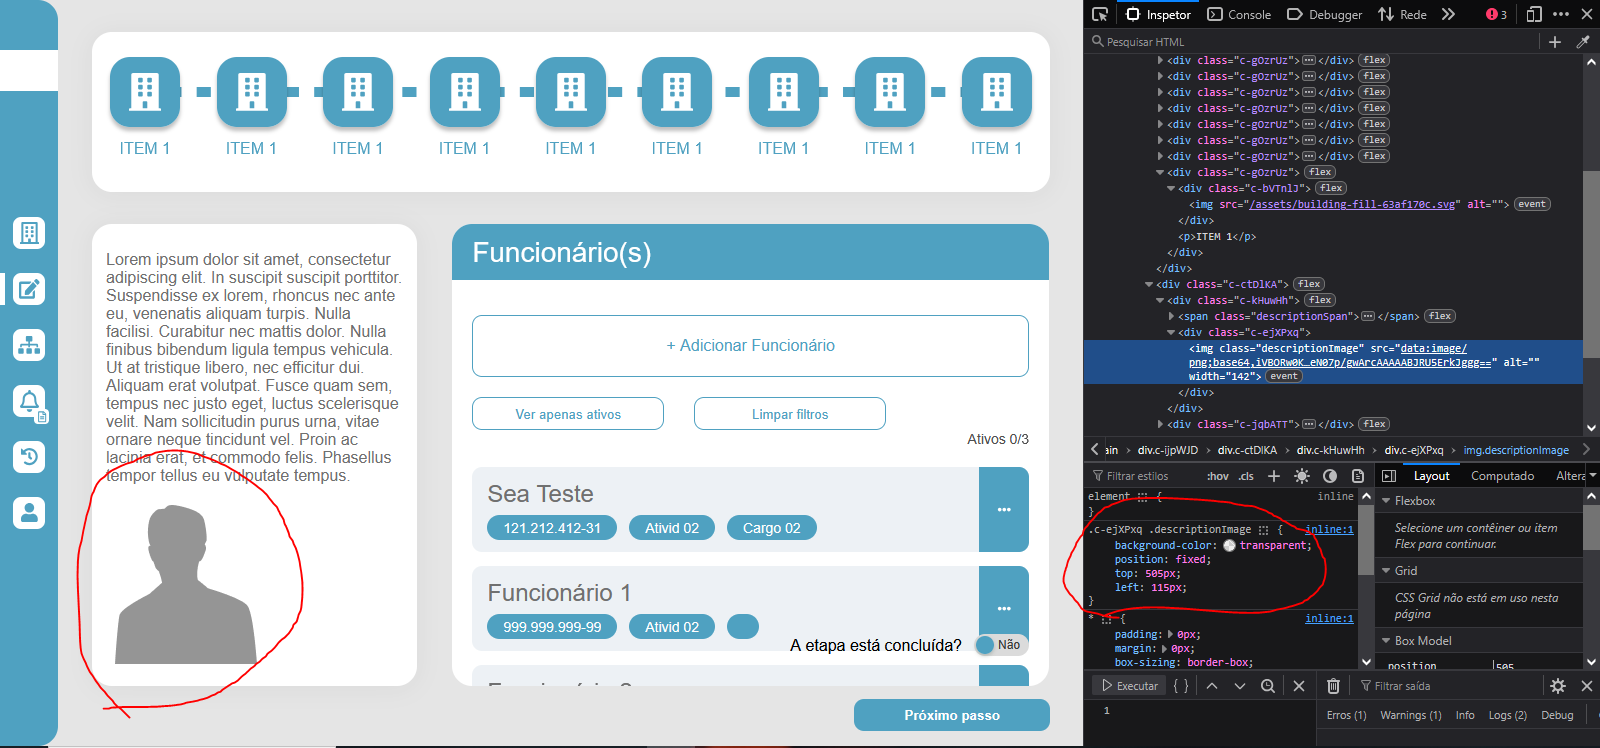 ITEM 1 ITEM 1 ITEM 1 ITEM 1 ITEM 1 ITEM 1 ITEM 1 ITEM 1 ITEM 1
Lorem ipsum dolor sit amet, consectetur
adipiscing elit. In suscipit suscipit porttitor.
Suspendisse ex lorem, rhoncus nec ante
eu, venenatis aliquam turpis. Nulla
facilisi. Curabitur nec mattis dolor. Nulla
finibus bibendum ligula tempus vehicula.
Ut at tristique libero, nec efficitur dui.
Aliquam erat volutpat. Fusce quam sem,
tempus nec justo eget, luctus scelerisque
velit. Nam sollicitudin purus urna, vitae
ornare neque tincidunt vel. Proin ac
lacinia erat, et commodo felis. Phasellus
tempor tellus eu vulputate tempus.
Funcionário(s)
+ Adicionar Funcionário
Ver apenas ativos Limpar filtros
Ativos 0/3
Sea Teste
121.212.412-31 Ativid 02 Cargo 02
Funcionário 1
999.999.999-99 Ativid 02
A etapa está concluída? Não
Próximo passo
Inspetor Console Debugger Rede 3
Pesquisar HTML
<div class="c-gOzrUz"> </div> flex
<div class="c-gOzrUz"> </div> flex
<div class="c-gOzrUz"> </div> flex
<div class="c-gOzrUz"> </div> flex
<div class="c-gOzrUz"> </div> flex
<div class="c-gOzrUz"> </div> flex
<div class="c-gOzrUz"> </div> flex
<div class="c-gOzrUz"> flex
<div class="c-bVTnlJ"> flex
<img src="/assets/building-fill-63af170c.svg" alt=""> event
</div>
<p>ITEM 1</p>
</div>
</div>
<div class="c-ctDlKA"> flex
<div class="c-kHuwHh"> flex
<span class="descriptionSpan"> </span> flex
<div class="c-ejXPxq">
<img class="descriptionImage" src="data:image/
png;base64,iVBORw0K…eN07p/gwArcAAAAABJRU5ErkJggg==" alt=""
width="142"> event
</div>
</div>
<div class="c-jqbATT"> </div> flex
ain div.c-ijpWJD div.c-ctDlKA div.c-kHuwHh div.c-ejXPxq img.descriptionImage
Filtrar estilos :hov .cls + Layout Computado Altera
element { inline
}
.c-ejXPxq .descriptionImage { inline:1
background-color: transparent;
position: fixed;
top: 505px;
left: 115px;
}
* { inline:1
padding: 0px;
margin: 0px;
box-sizing: border-box;
Flexbox
Selecione um contêiner ou item
Flex para continuar.
Grid
CSS Grid não está em uso nesta
página
Box Model
position 505
Executar { } Filtrar saída
1
Erros (1) Warnings (1) Info Logs (2) Debug